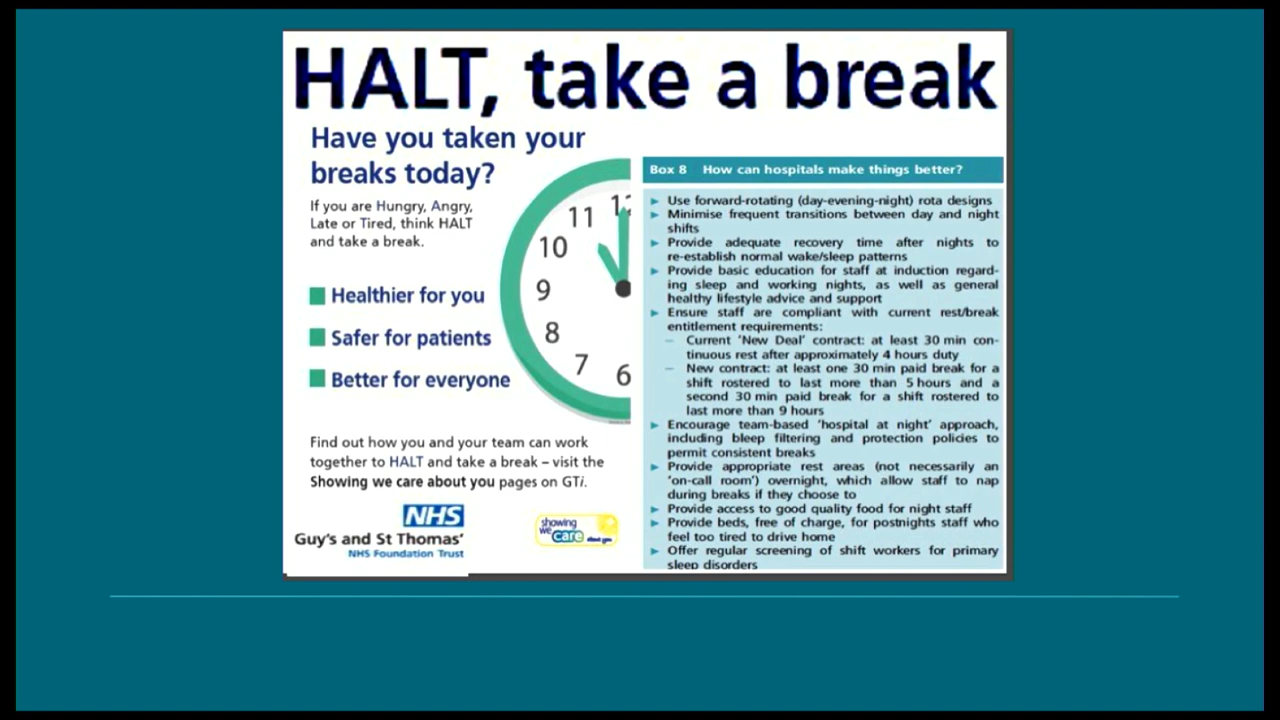 HALT, take a break
Have you taken your
breaks today?
If you are Hungry, Angry,
Late or Tired, think HALT
and take a break.
Healthier for you
Safer for patients
Better for everyone
12
11
10
9
8
7
6
Find out how you and your team can work
together to HALT and take a break – visit the
Showing we care about you pages on GTi.
NHS
Guy's and St Thomas'
NHS Foundation Trust
showing
we
care about you
Box 8 How can hospitals make things better?
► Use forward-rotating (day-evening-night) rota designs
► Minimise frequent transitions between day and night
shifts
► Provide adequate recovery time after nights to
re-establish normal wake/sleep patterns
► Provide basic education for staff at induction regard-
ing sleep and working nights, as well as general
healthy lifestyle advice and support
► Ensure staff are compliant with current rest/break
entitlement requirements:
– Current 'New Deal' contract: at least 30 min con-
tinuous rest after approximately 4 hours duty
– New contract: at least one 30 min paid break for a
shift rostered to last more than 5 hours and a
second 30 min paid break for a shift rostered to
last more than 9 hours
► Encourage team-based 'hospital at night' approach,
including bleep filtering and protection policies to
permit consistent breaks
► Provide appropriate rest areas (not necessarily an
'on-call room') overnight, which allow staff to nap
during breaks if they choose to
► Provide access to good quality food for night staff
► Provide beds, free of charge, for postnights staff who
feel too tired to drive home
► Offer regular screening of shift workers for primary
sleep disorders